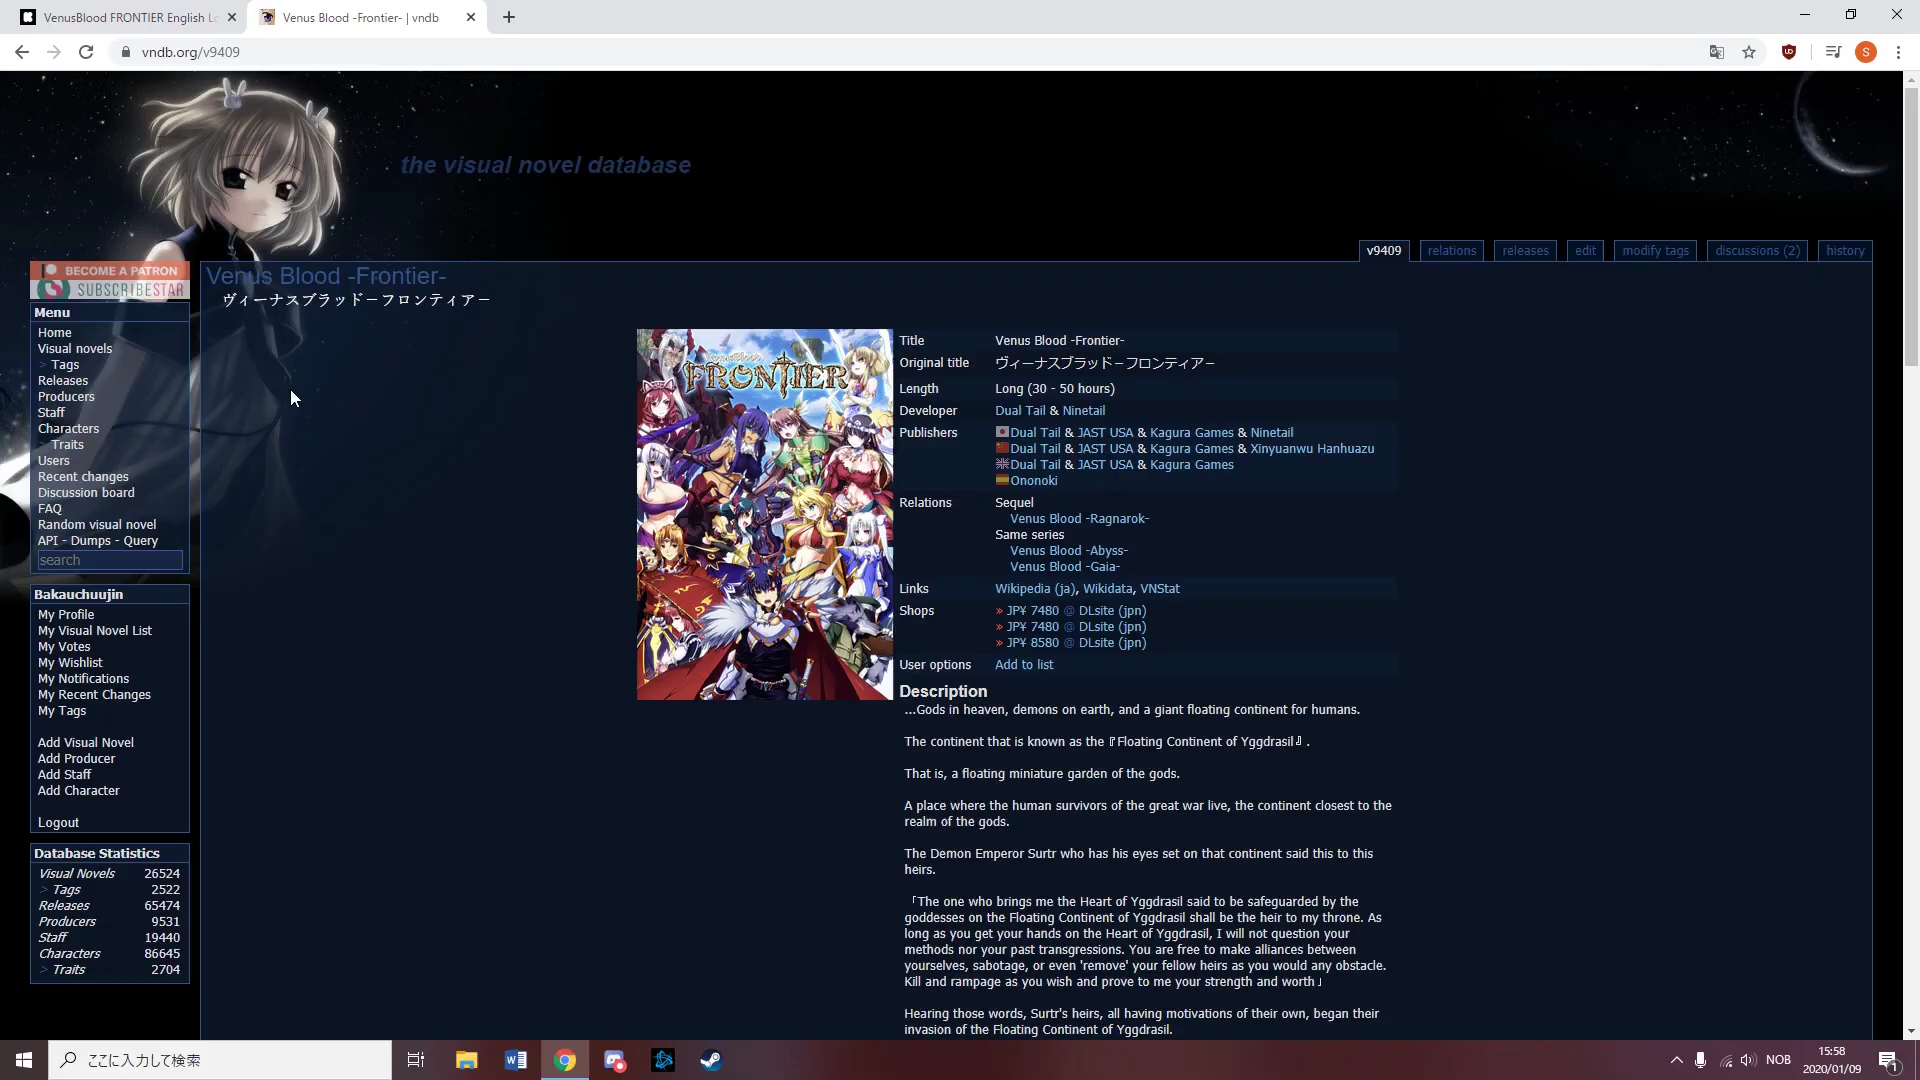 VenusBlood FRONTIER English Lo
Venus Blood -Frontier- | vndb
vndb.org/v9409
S
the visual novel database
v9409
relations
releases
edit
modify tags
discussions (2)
history
BECOME A PATRON
SUBSCRIBESTAR
Menu
Home
Visual novels
> Tags
Releases
Producers
Staff
Characters
> Traits
Users
Recent changes
Discussion board
FAQ
Random visual novel
API - Dumps - Query
search
Bakauchuujin
My Profile
My Visual Novel List
My Votes
My Wishlist
My Notifications
My Recent Changes
My Tags
Add Visual Novel
Add Producer
Add Staff
Add Character
Logout
Database Statistics
Visual Novels 26524
> Tags 2522
Releases 65474
Producers 9531
Staff 19440
Characters 86645
> Traits 2704
Venus Blood -Frontier-
ヴィーナスブラッド－フロンティア－
VenusBlood
FRONTIER
Title Venus Blood -Frontier-
Original title ヴィーナスブラッド－フロンティア－
Length Long (30 - 50 hours)
Developer Dual Tail & Ninetail
Publishers Dual Tail & JAST USA & Kagura Games & Ninetail
Dual Tail & JAST USA & Kagura Games & Xinyuanwu Hanhuazu
Dual Tail & JAST USA & Kagura Games
Ononoki
Relations Sequel
Venus Blood -Ragnarok-
Same series
Venus Blood -Abyss-
Venus Blood -Gaia-
Links Wikipedia (ja), Wikidata, VNStat
Shops » JP¥ 7480 @ DLsite (jpn)
» JP¥ 7480 @ DLsite (jpn)
» JP¥ 8580 @ DLsite (jpn)
User options Add to list
Description
...Gods in heaven, demons on earth, and a giant floating continent for humans.
The continent that is known as the『Floating Continent of Yggdrasil』.
That is, a floating miniature garden of the gods.
A place where the human survivors of the great war live, the continent closest to the
realm of the gods.
The Demon Emperor Surtr who has his eyes set on that continent said this to this
heirs.
「The one who brings me the Heart of Yggdrasil said to be safeguarded by the
goddesses on the Floating Continent of Yggdrasil shall be the heir to my throne. As
long as you get your hands on the Heart of Yggdrasil, I will not question your
methods nor your past transgressions. You are free to make alliances between
yourselves, sabotage, or even 'remove' your fellow heirs as you would any obstacle.
Kill and rampage as you wish and prove to me your strength and worth」
Hearing those words, Surtr's heirs, all having motivations of their own, began their
invasion of the Floating Continent of Yggdrasil.
ここに入力して検索
NOB
15:58
2020/01/09
1